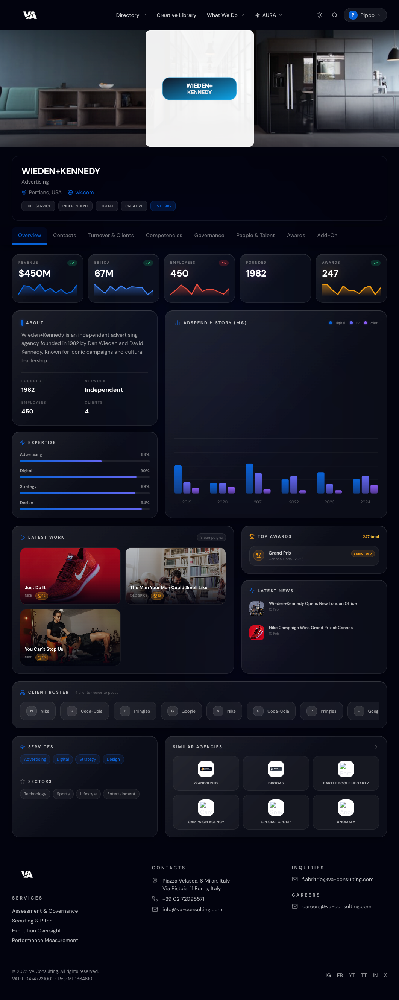 VA
Directory
Creative Library
What We Do
AURA
P
PIppo
WIEDEN+
KENNEDY
WIEDEN+KENNEDY
Advertising
Portland, USA
wk.com
FULL SERVICE
INDEPENDENT
DIGITAL
CREATIVE
EST. 1982
Overview
Contacts
Turnover & Clients
Competencies
Governance
People & Talent
Awards
Add-On
REVENUE
$450M
EBITDA
67M
EMPLOYEES
450
FOUNDED
1982
AWARDS
247
ABOUT
Wieden+Kennedy is an independent advertising
agency founded in 1982 by Dan Wieden and David
Kennedy. Known for iconic campaigns and cultural
leadership.
FOUNDED
1982
NETWORK
Independent
EMPLOYEES
450
CLIENTS
4
EXPERTISE
Advertising 63%
Digital 90%
Strategy 89%
Design 94%
ADSPEND HISTORY (M€)
Digital
TV
Print
2019
2020
2021
2022
2023
2024
LATEST WORK
3 campaigns
NIKE
Just Do It
NIKE 12
The Man Your Man Could Smell Like
OLD SPICE 15
You Can't Stop Us
NIKE 16
TOP AWARDS
247 total
Grand Prix
Cannes Lions · 2023
grand_prix
LATEST NEWS
Wieden+Kennedy Opens New London Office
15 Feb
Nike Campaign Wins Grand Prix at Cannes
10 Feb
CLIENT ROSTER
4 clients · hover to pause
N Nike
C Coca-Cola
P Pringles
G Google
N Nike
C Coca-Cola
P Pringles
G Googl
SERVICES
Advertising
Digital
Strategy
Design
SECTORS
Technology
Sports
Lifestyle
Entertainment
SIMILAR AGENCIES
72ANDSUNNY
DROGA5
Bart
BARTLE BOGLE HEGARTY
Cam
CAMPAIGN AGENCY
Spec
SPECIAL GROUP
Ano
ANOMALY
VA
SERVICES
Assessment & Governance
Scouting & Pitch
Execution Oversight
Performance Measurement
CONTACTS
Piazza Velasca, 6 Milan, Italy
Via Pistoia, 11 Roma, Italy
+39 02 72095571
info@va-consulting.com
INQUIRIES
f.abritrio@va-consulting.com
CAREERS
careers@va-consulting.com
© 2025 VA Consulting. All rights reserved.
VAT: IT04747231001 · Rea: MI-1864610
IG
FB
YT
TT
IN
X